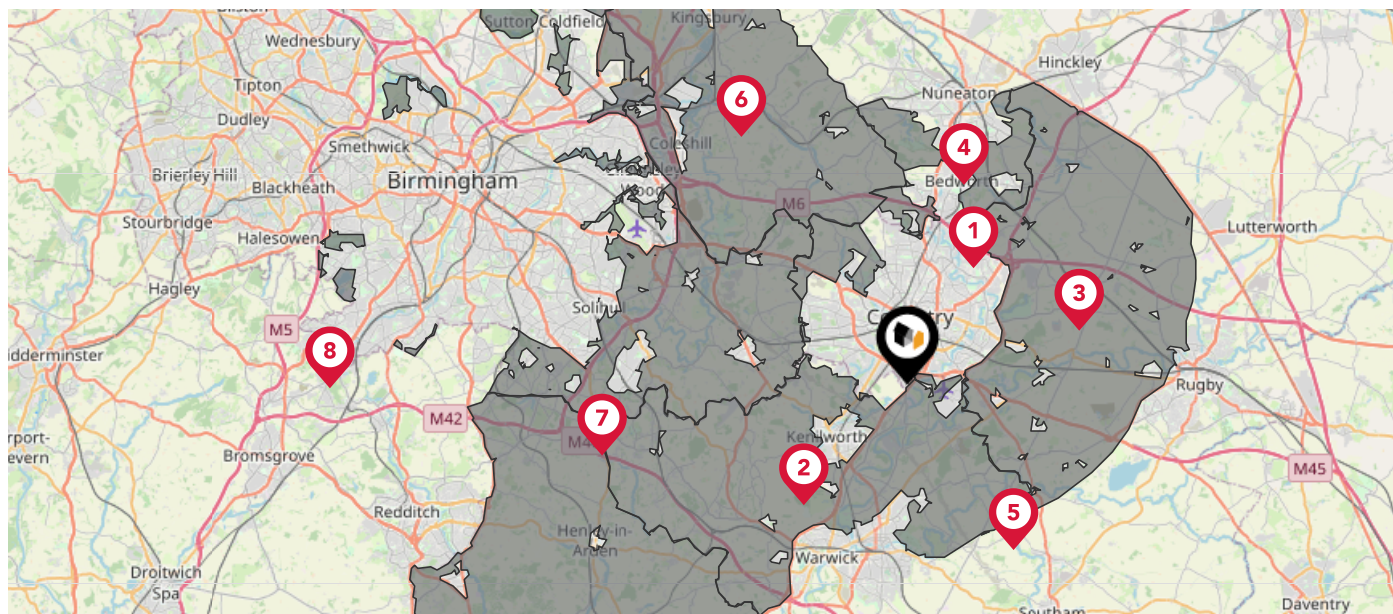 Sutton Coldfield
Kingsbury
Wednesbury
Hinckley
Tipton
Nuneaton
6
Dudley
Smethwick
Coleshill
4
Brierley Hill
Birmingham
Bedworth
Blackheath
M6
Stourbridge
Lutterworth
Halesowen
1
Hagley
3
Solihu
M5
8
Rugby
M42
7
Kenilworth
Bromsgrove
2
M45
Redditch
5
Henley-in-
Arden
Warwick
Droitwich
Spa
Daventry
Southam